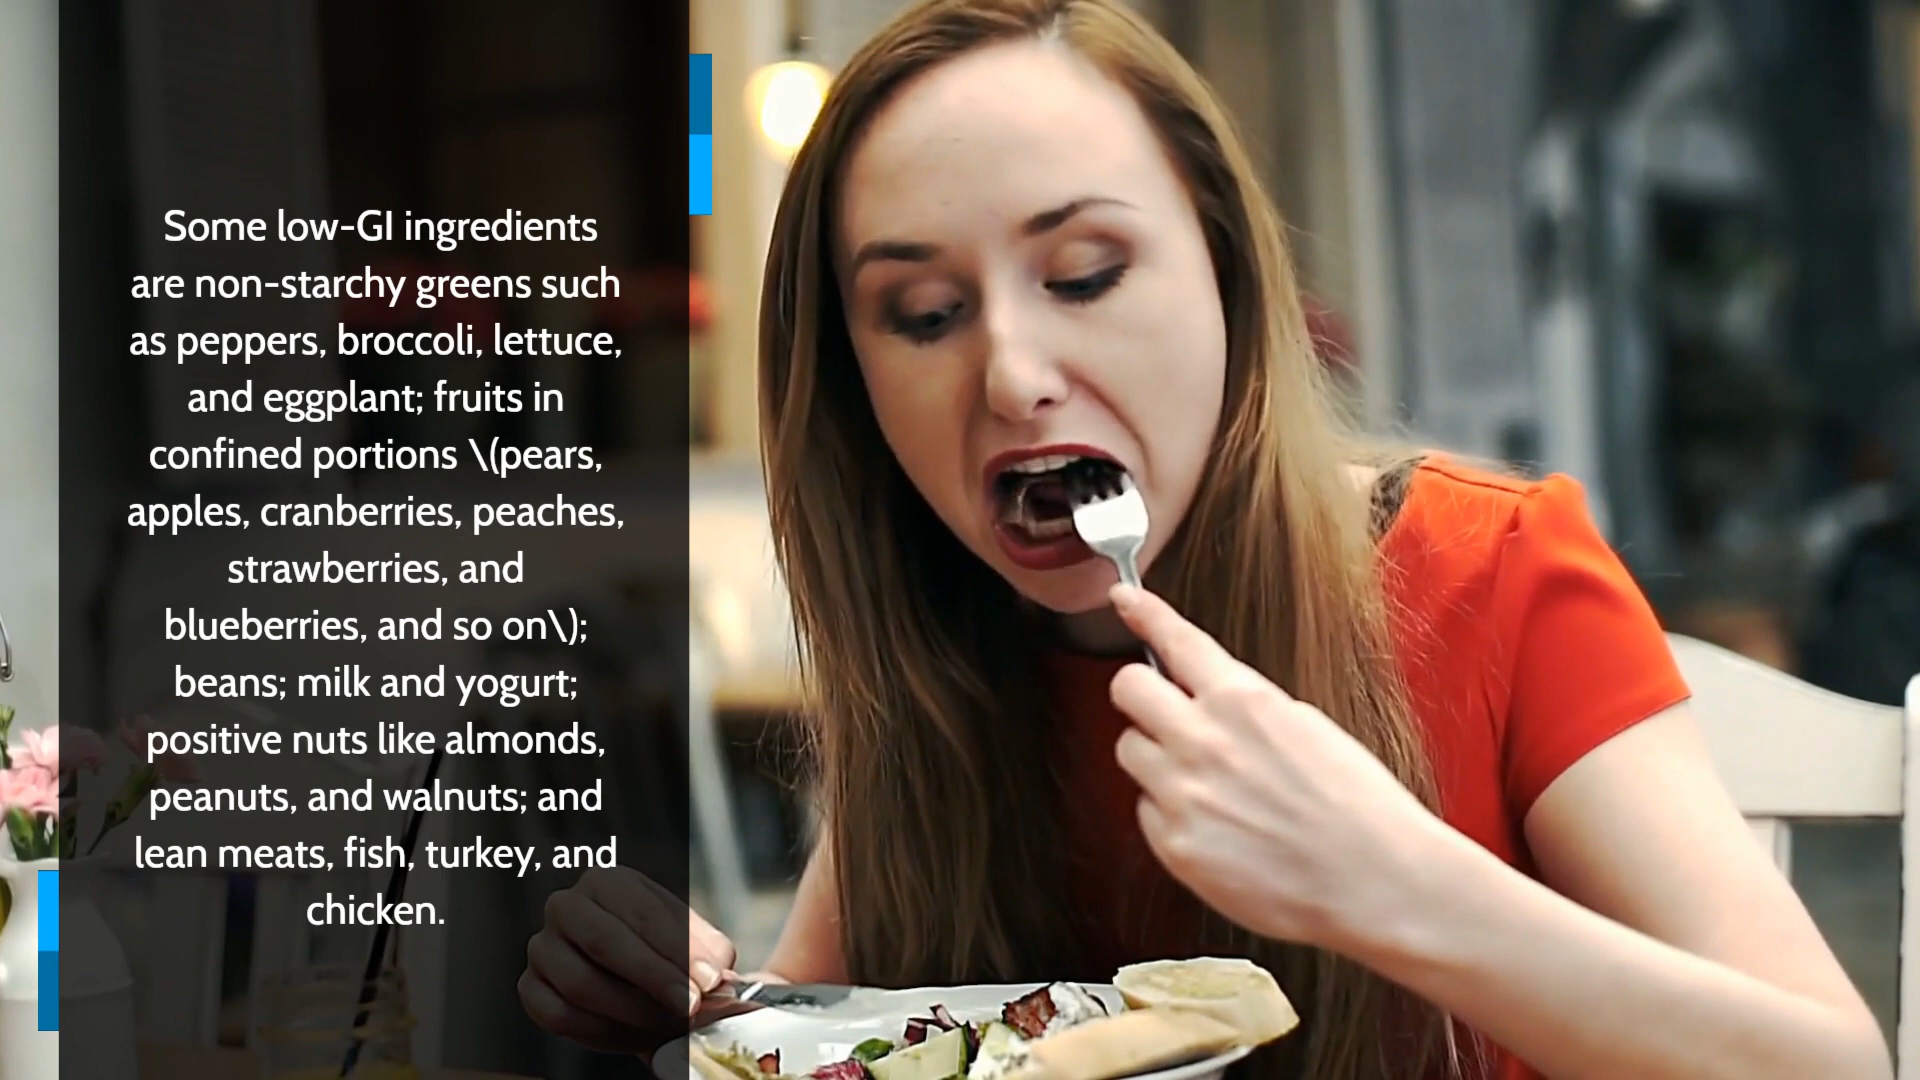 Some low-GI ingredients
are non-starchy greens such
as peppers, broccoli, lettuce,
and eggplant; fruits in
confined portions \(pears,
apples, cranberries, peaches,
strawberries, and
blueberries, and so on\);
beans; milk and yogurt;
positive nuts like almonds,
peanuts, and walnuts; and
lean meats, fish, turkey, and
chicken.